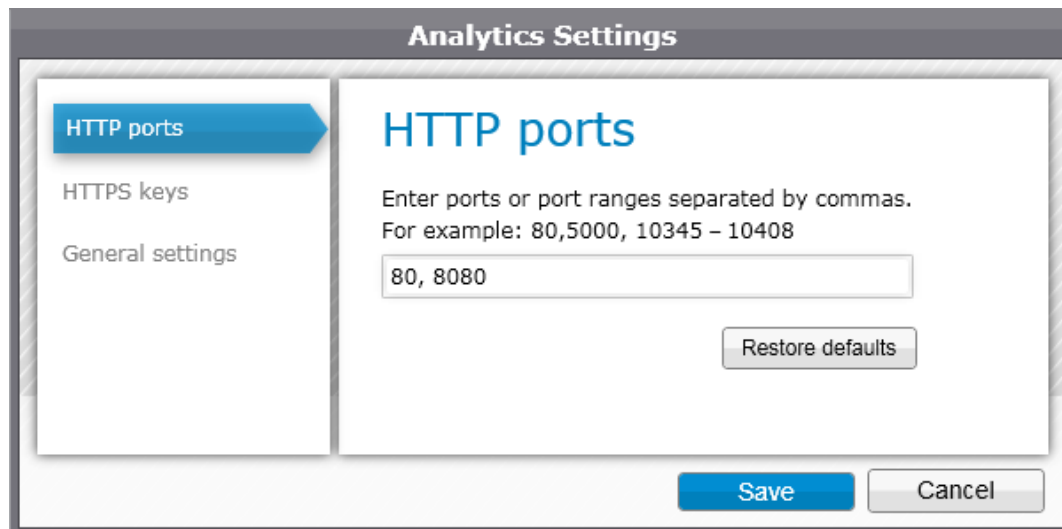 Analytics Settings
HTTP ports
HTTPS keys
General settings
HTTP ports
Enter ports or port ranges separated by commas.
For example: 80,5000, 10345 – 10408
80, 8080
Restore defaults
Save
Cancel